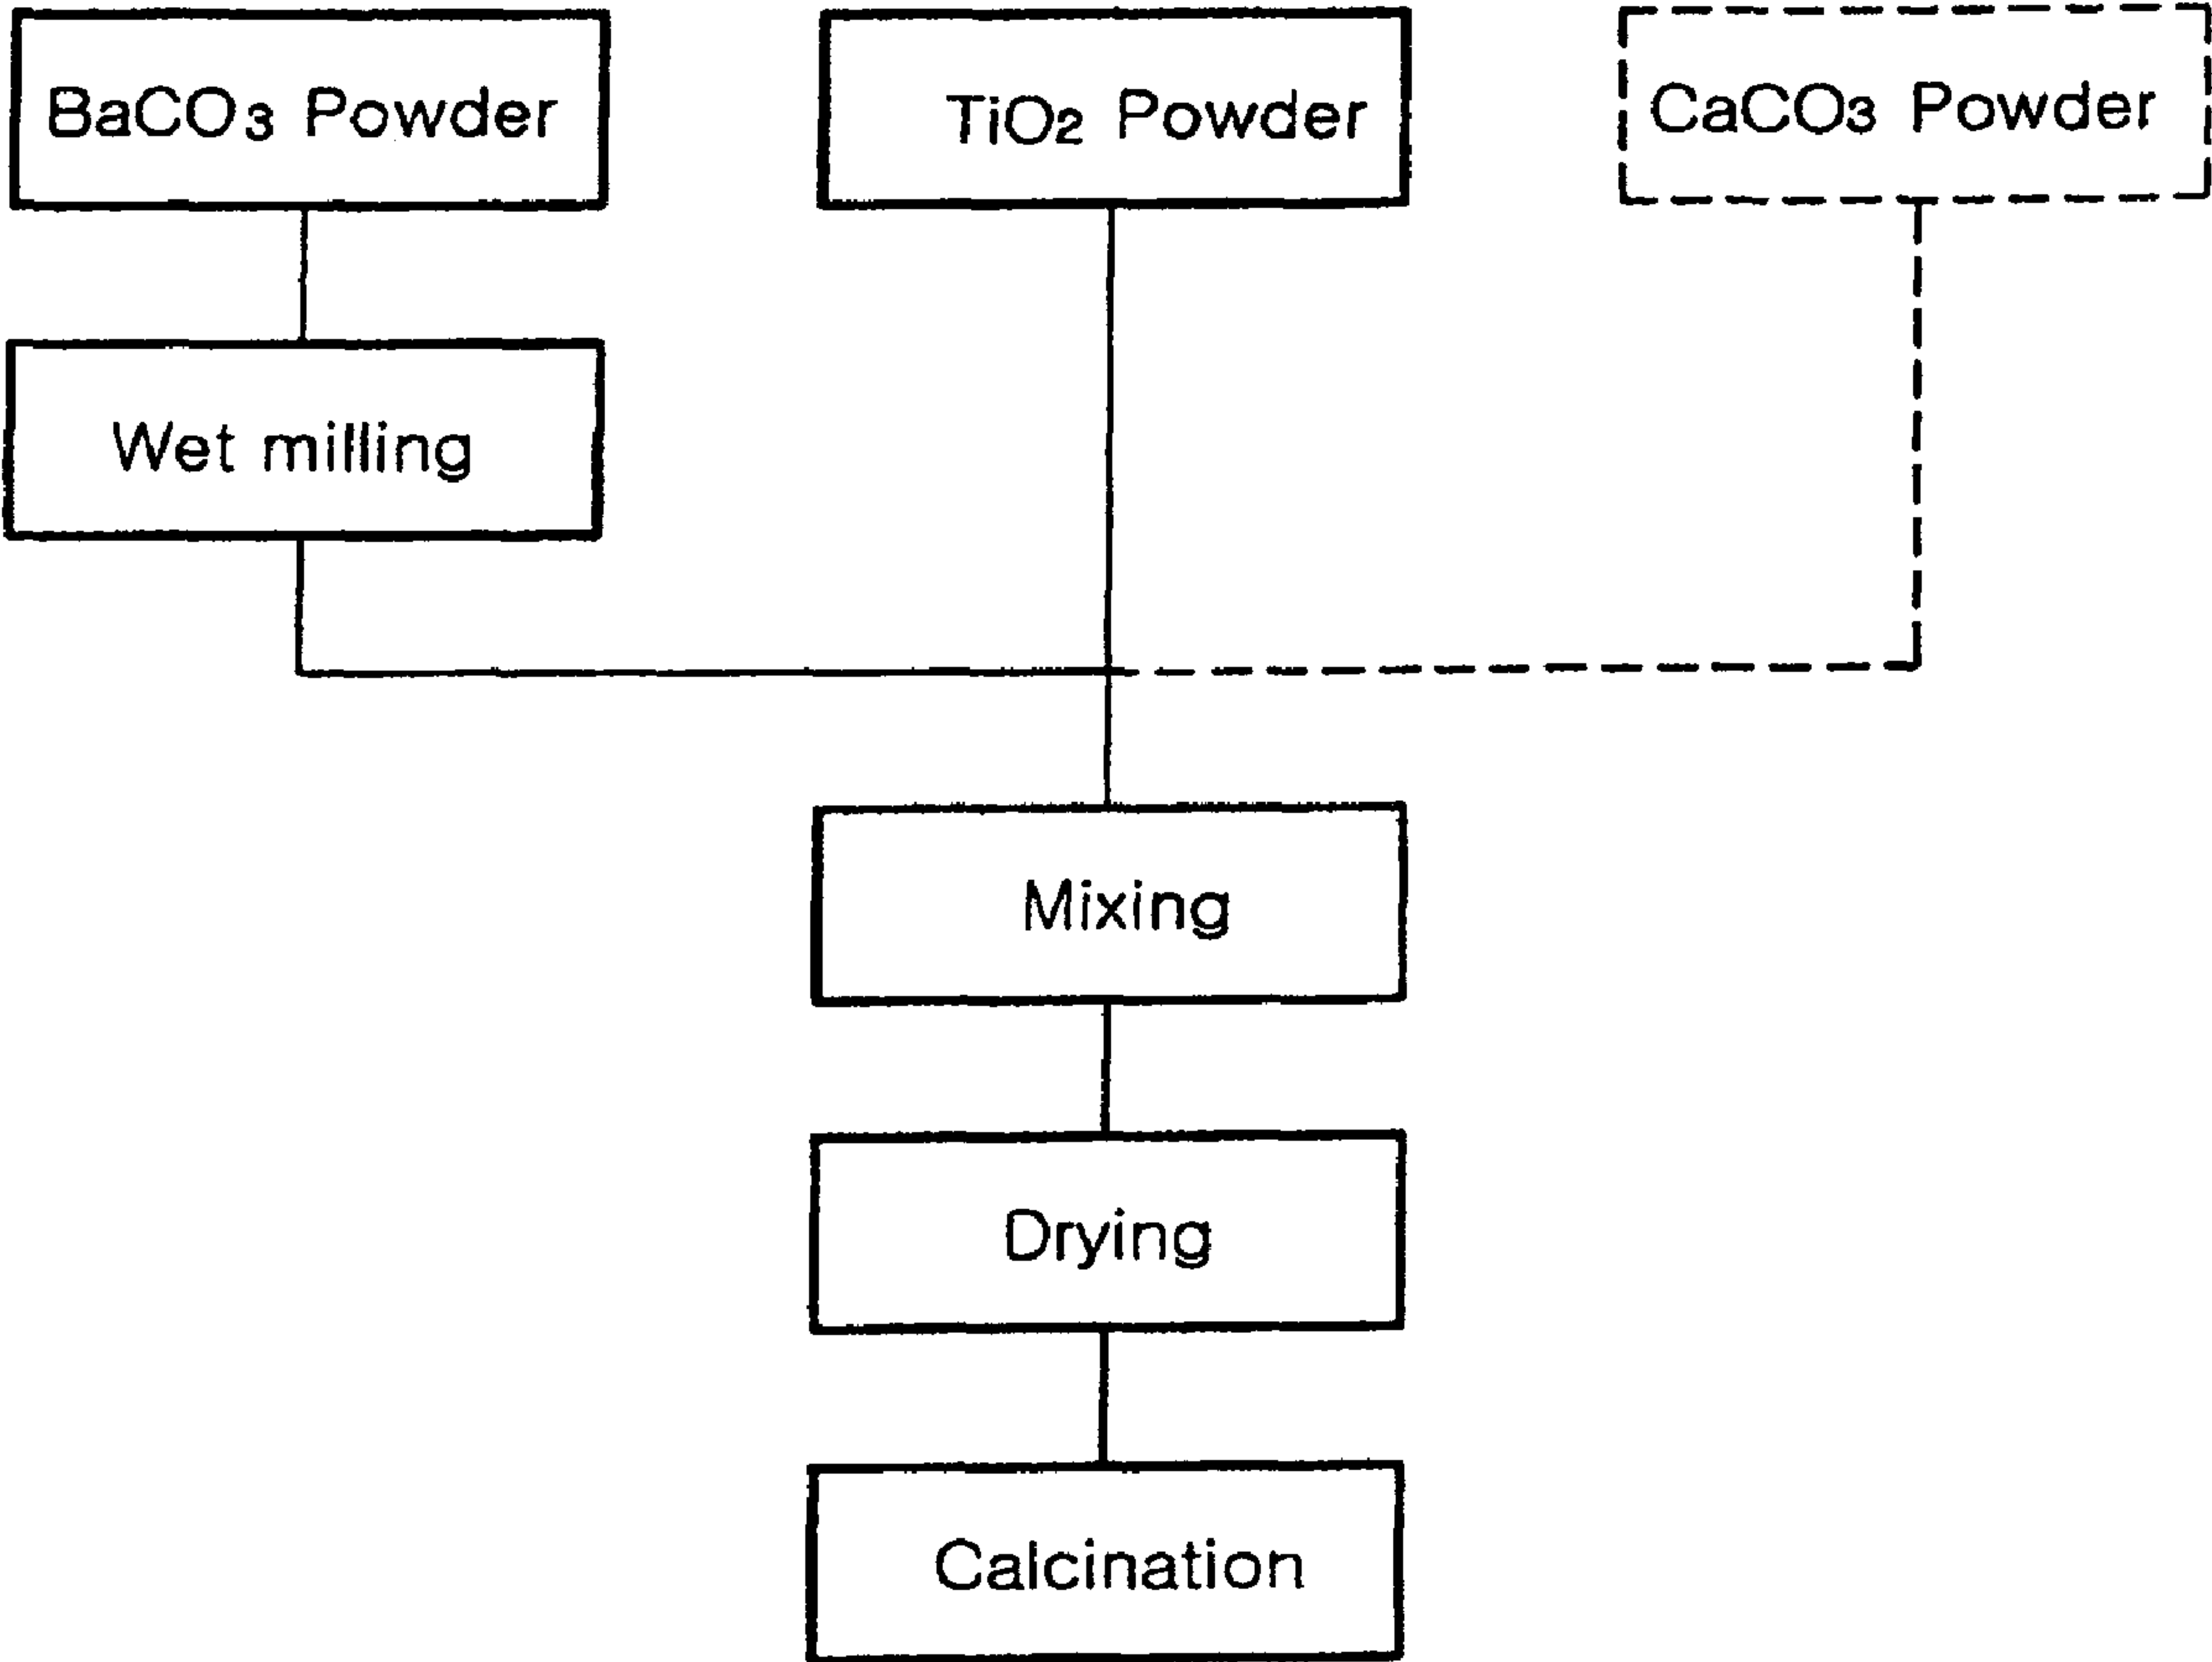 BaCO₃ Powder
TiO₂ Powder
CaCO₃ Powder
Wet milling
Mixing
Drying
Calcination